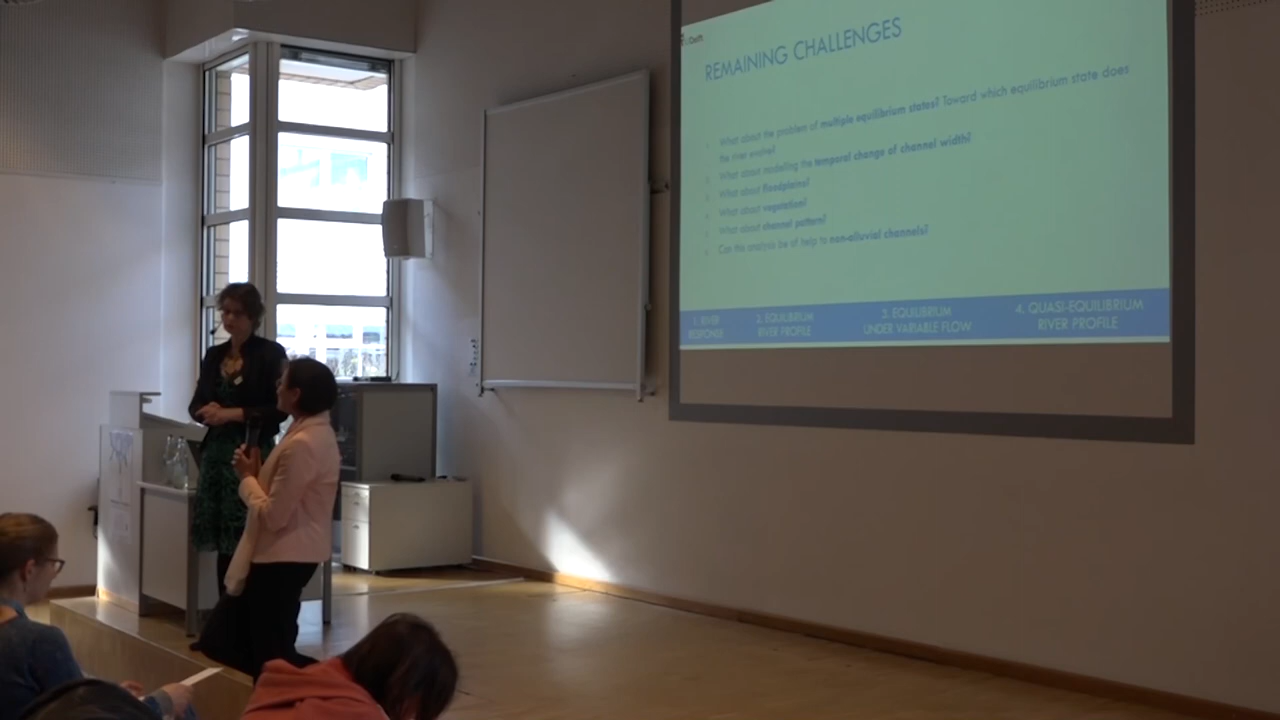 REMAINING CHALLENGES
What about the problem of multiple equilibrium states? Toward which equilibrium state does
the river evolve?
What about modelling the temporal change of channel width?
What about floodplains?
What about vegetation?
What about channel pattern?
Can the analysis be of help to non-alluvial channels?
1. RIVER
RESPONSE
2. EQUILIBRIUM
RIVER PROFILE
3. EQUILIBRIUM
UNDER VARIABLE FLOW
4. QUASI-EQUILIBRIUM
RIVER PROFILE